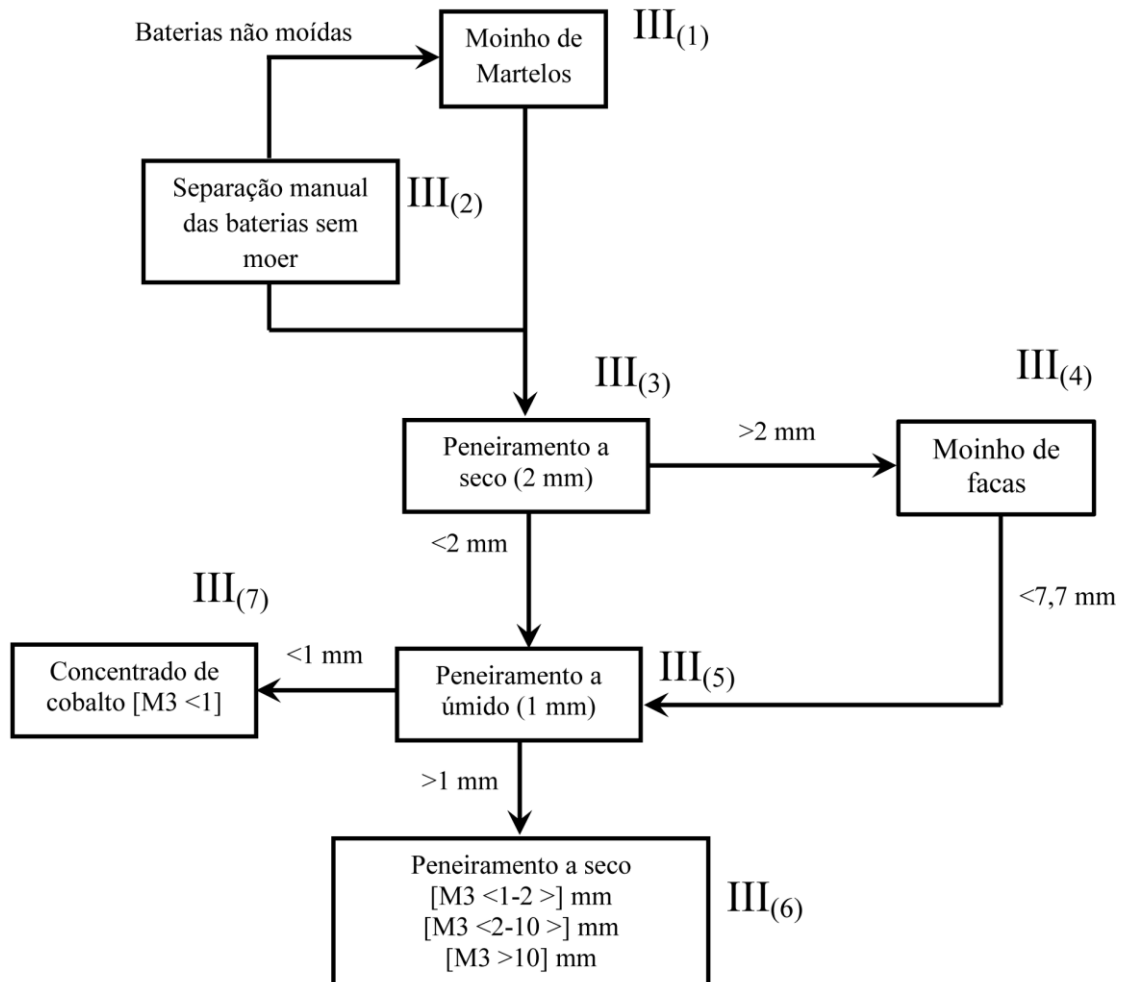 Baterias não moídas
Moinho de
Martelos
III(1)
Separação manual
das baterias sem
moer
III(2)
III(3)
III(4)
Peneiramento a
seco (2 mm)
>2 mm
Moinho de
facas
<2 mm
<7,7 mm
III(7)
Concentrado de
cobalto [M3 <1]
<1 mm
Peneiramento a
úmido (1 mm)
III(5)
>1 mm
Peneiramento a seco
[M3 <1-2 >] mm
[M3 <2-10 >] mm
[M3 >10] mm
III(6)